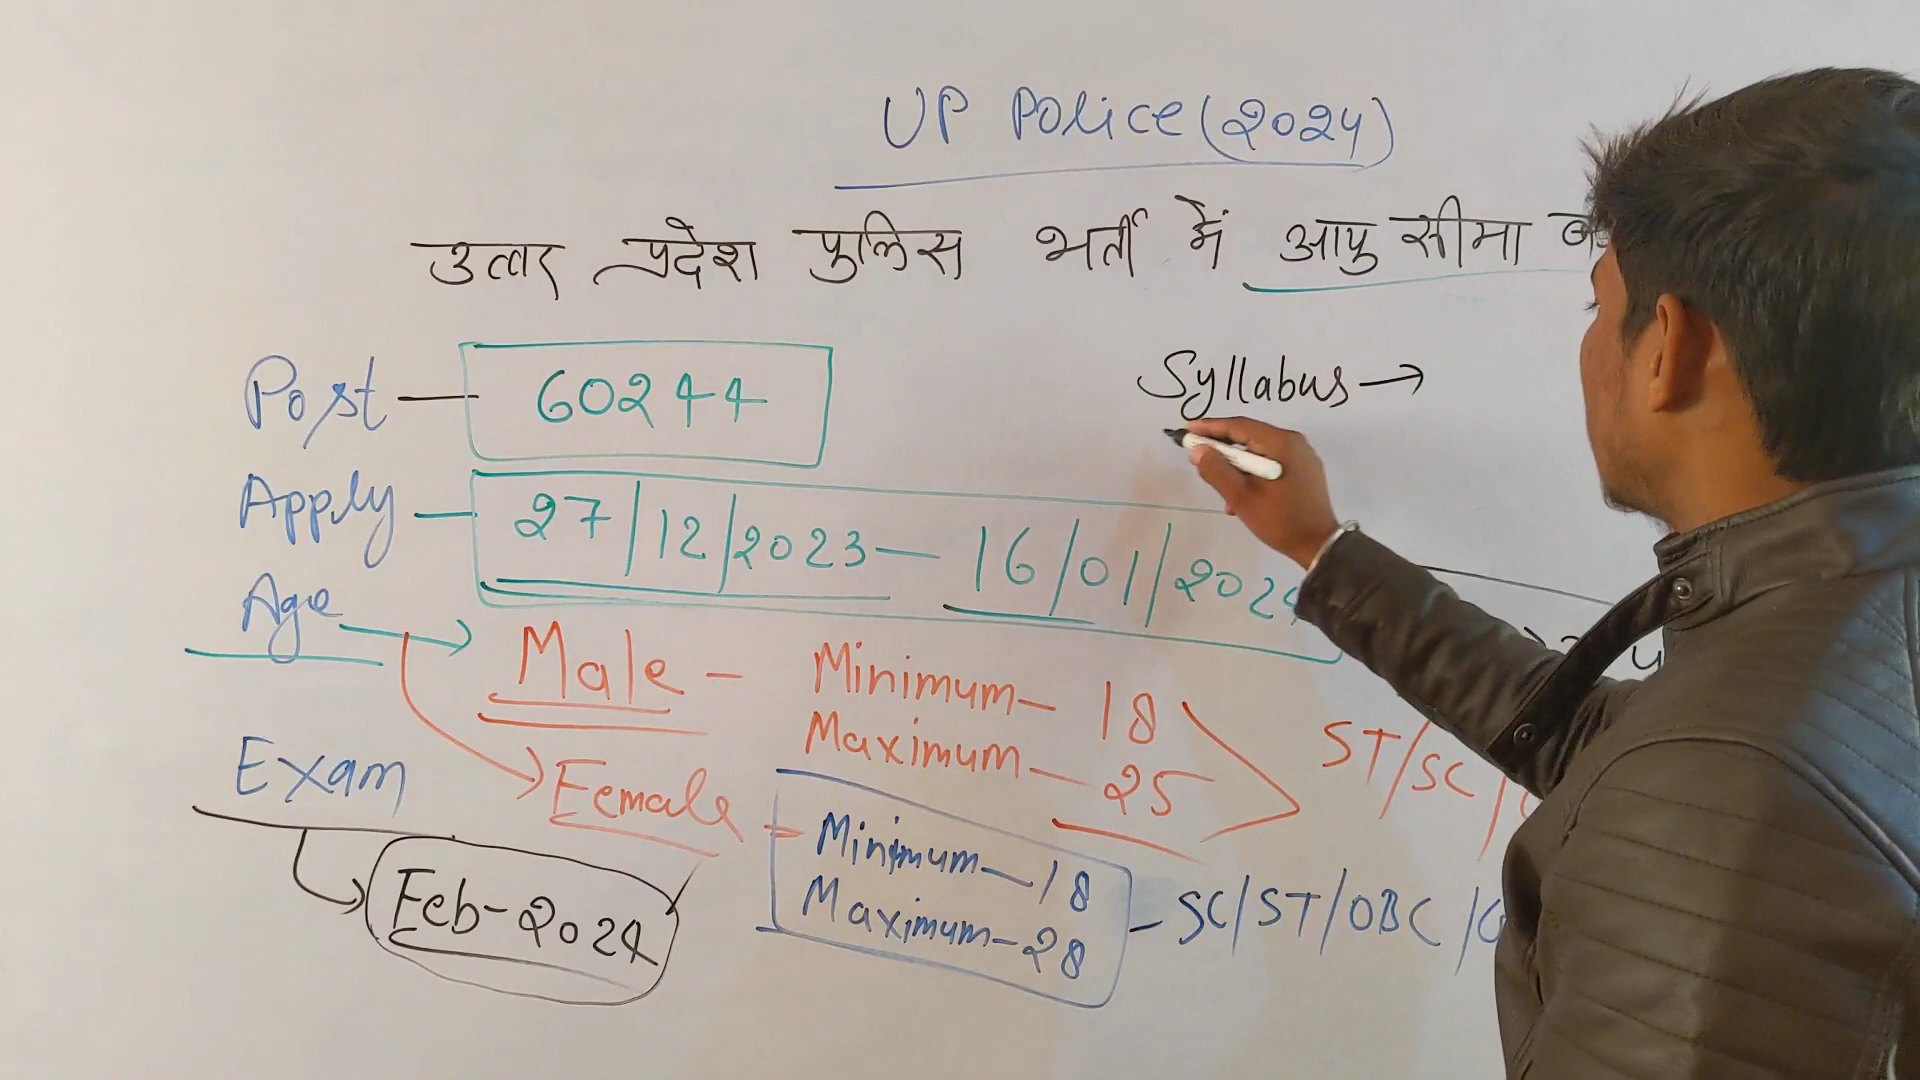 UP Police (2024)
उत्तर प्रदेश पुलिस भर्ती में आयु सीमा
Post — 60244
Syllabus →
Apply — 27/12/2023 — 16/01/2024
Age → Male - Minimum - 18
Maximum - 25
ST/SC/
→ Female - Minimum - 18
Maximum - 28
- SC/ST/OBC/G
Exam
→ Feb-2024